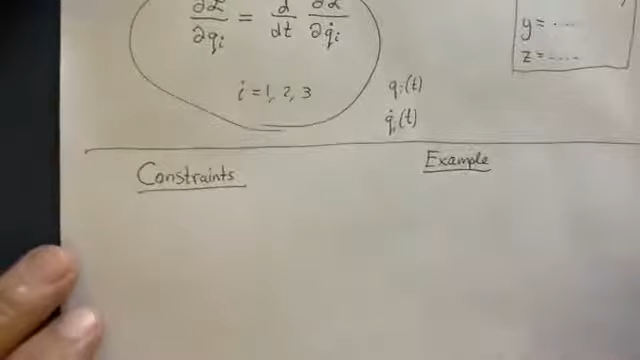 ∂ℒ/∂qᵢ = d/dt ∂ℒ/∂q̇ᵢ
i = 1, 2, 3
qᵢ(t)
q̇ᵢ(t)
y = ....
z = .....
Constraints
Example